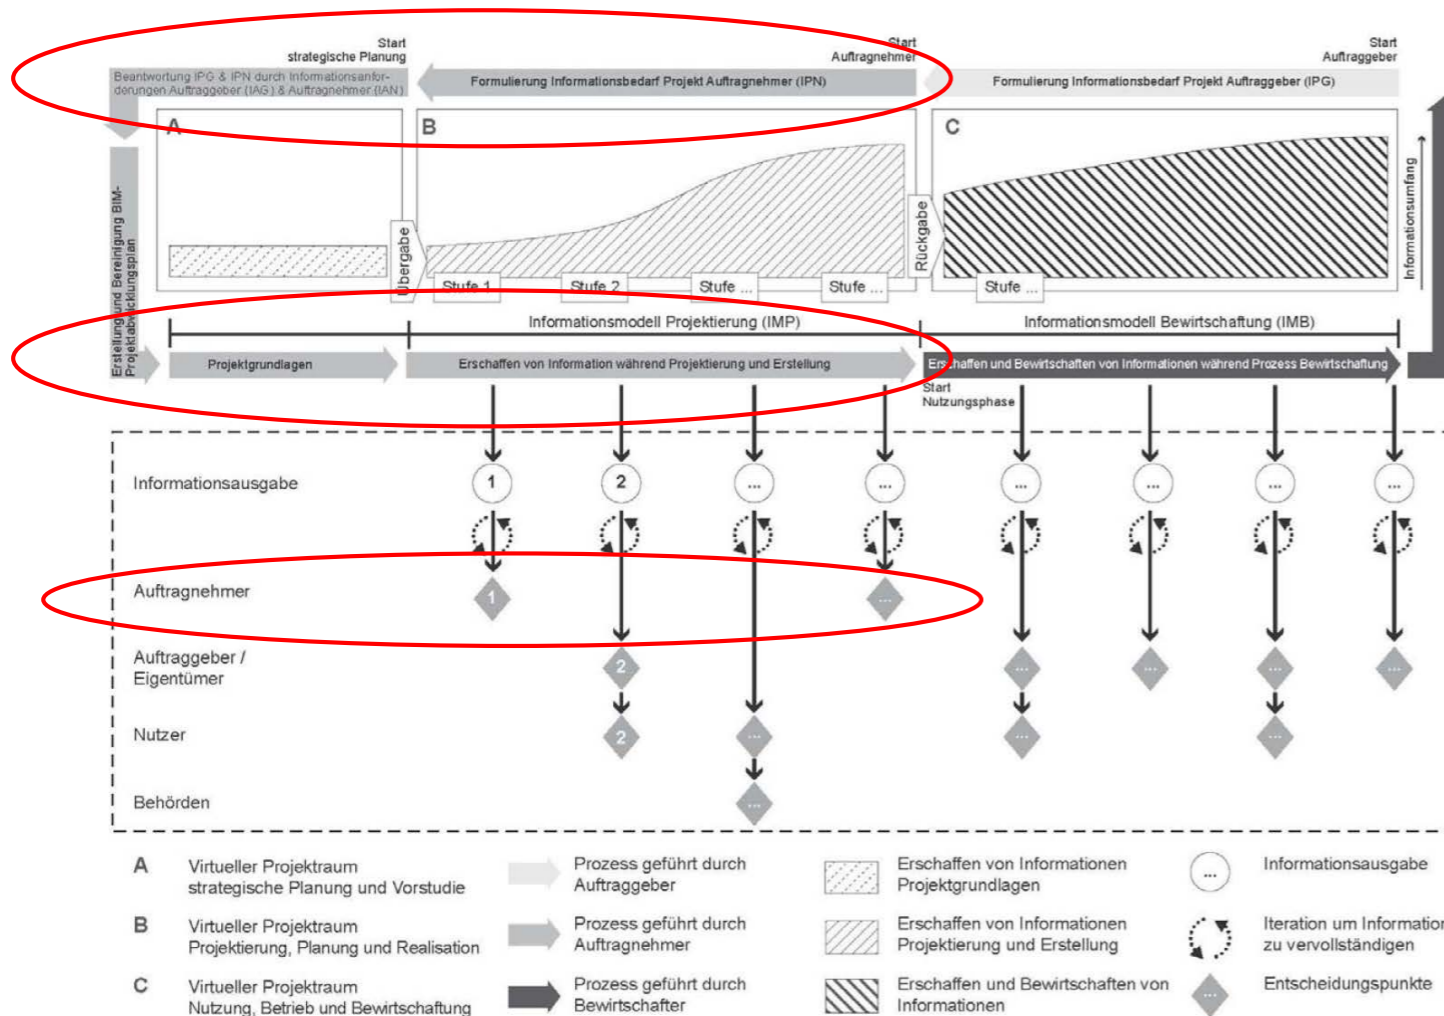 Start
strategische Planung
Start
Auftragnehmer
Start
Auftraggeber
Beantwortung IPG & IPN durch Informationsanfor-
derungen Auftraggeber (IAG) & Auftragnehmer (IAN)
Formulierung Informationsbedarf Projekt Auftragnehmer (IPN)
Formulierung Informationsbedarf Projekt Auftraggeber (IPG)
A
B
C
Erstellung und Bereinigung BIM-
Projektabwicklungsplan
Übergabe
Rückgabe
Informationsumfang
Stufe 1
Stufe 2
Stufe ...
Stufe ...
Stufe ...
Informationsmodell Projektierung (IMP)
Informationsmodell Bewirtschaftung (IMB)
Projektgrundlagen
Erschaffen von Information während Projektierung und Erstellung
Erschaffen und Bewirtschaften von Informationen während Prozess Bewirtschaftung
Start
Nutzungsphase
Informationsausgabe
1
2
...
...
...
...
...
...
Auftragnehmer
1
...
Auftraggeber /
Eigentümer
2
...
...
...
...
Nutzer
2
...
...
...
Behörden
...
A
Virtueller Projektraum
strategische Planung und Vorstudie
Prozess geführt durch
Auftraggeber
Erschaffen von Informationen
Projektgrundlagen
...
Informationsausgabe
B
Virtueller Projektraum
Projektierung, Planung und Realisation
Prozess geführt durch
Auftragnehmer
Erschaffen von Informationen
Projektierung und Erstellung
Iteration um Information
zu vervollständigen
C
Virtueller Projektraum
Nutzung, Betrieb und Bewirtschaftung
Prozess geführt durch
Bewirtschafter
Erschaffen und Bewirtschaften von
Informationen
...
Entscheidungspunkte